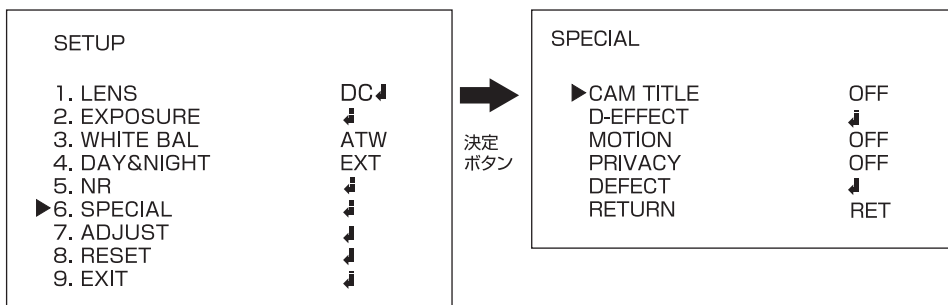 SETUP
1. LENS DC↲
2. EXPOSURE ↲
3. WHITE BAL ATW
4. DAY&NIGHT EXT
5. NR ↲
▶6. SPECIAL ↲
7. ADJUST ↲
8. RESET ↲
9. EXIT ↲
決定
ボタン
SPECIAL
▶CAM TITLE OFF
D-EFFECT ↲
MOTION OFF
PRIVACY OFF
DEFECT ↲
RETURN RET